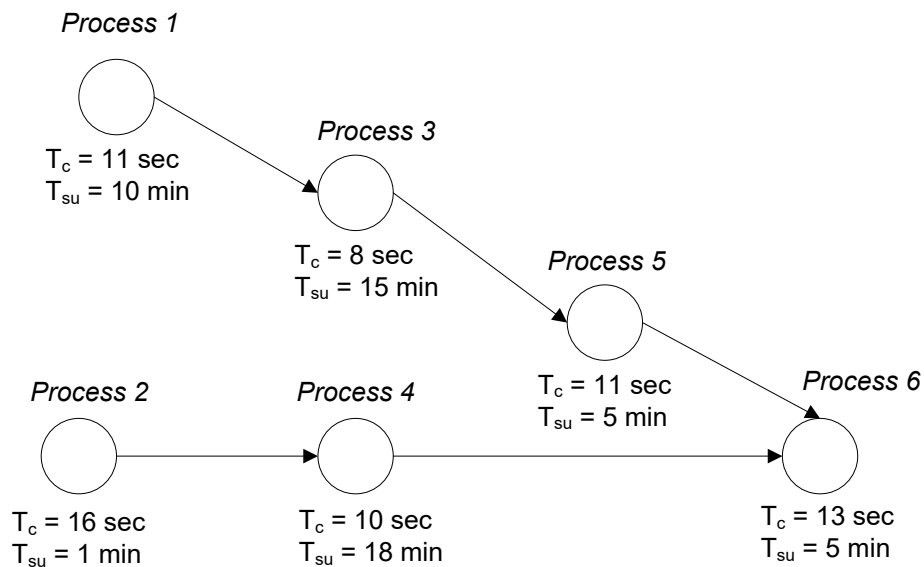 Process 1
T_c = 11 sec
T_su = 10 min
Process 3
T_c = 8 sec
T_su = 15 min
Process 5
T_c = 11 sec
T_su = 5 min
Process 2
T_c = 16 sec
T_su = 1 min
Process 4
T_c = 10 sec
T_su = 18 min
Process 6
T_c = 13 sec
T_su = 5 min